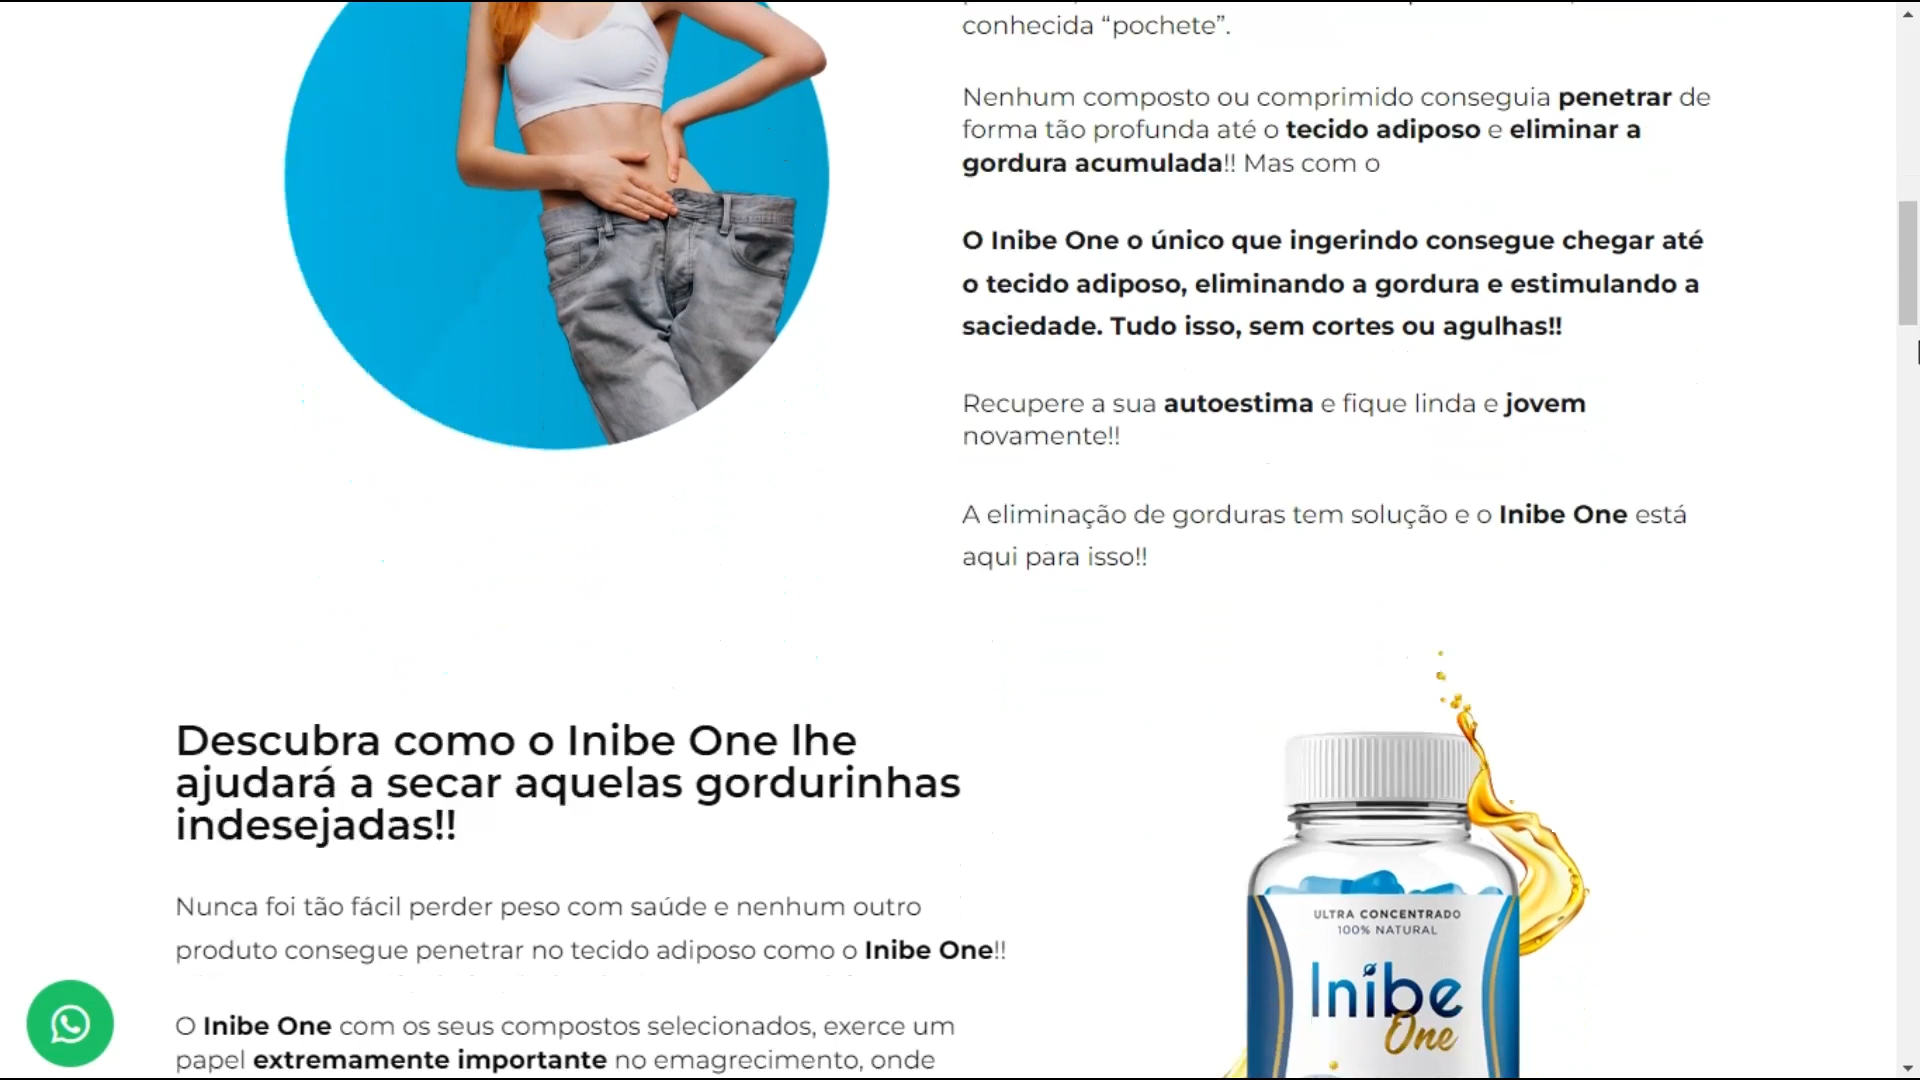 conhecida “pochete”.
Nenhum composto ou comprimido conseguia penetrar de
forma tão profunda até o tecido adiposo e eliminar a
gordura acumulada!! Mas com o
O Inibe One o único que ingerindo consegue chegar até
o tecido adiposo, eliminando a gordura e estimulando a
saciedade. Tudo isso, sem cortes ou agulhas!!
Recupere a sua autoestima e fique linda e jovem
novamente!!
A eliminação de gorduras tem solução e o Inibe One está
aqui para isso!!
Descubra como o Inibe One lhe
ajudará a secar aquelas gordurinhas
indesejadas!!
Nunca foi tão fácil perder peso com saúde e nenhum outro
produto consegue penetrar no tecido adiposo como o Inibe One!!
O Inibe One com os seus compostos selecionados, exerce um
papel extremamente importante no emagrecimento, onde
ULTRA CONCENTRADO
100% NATURAL
Inibe
One